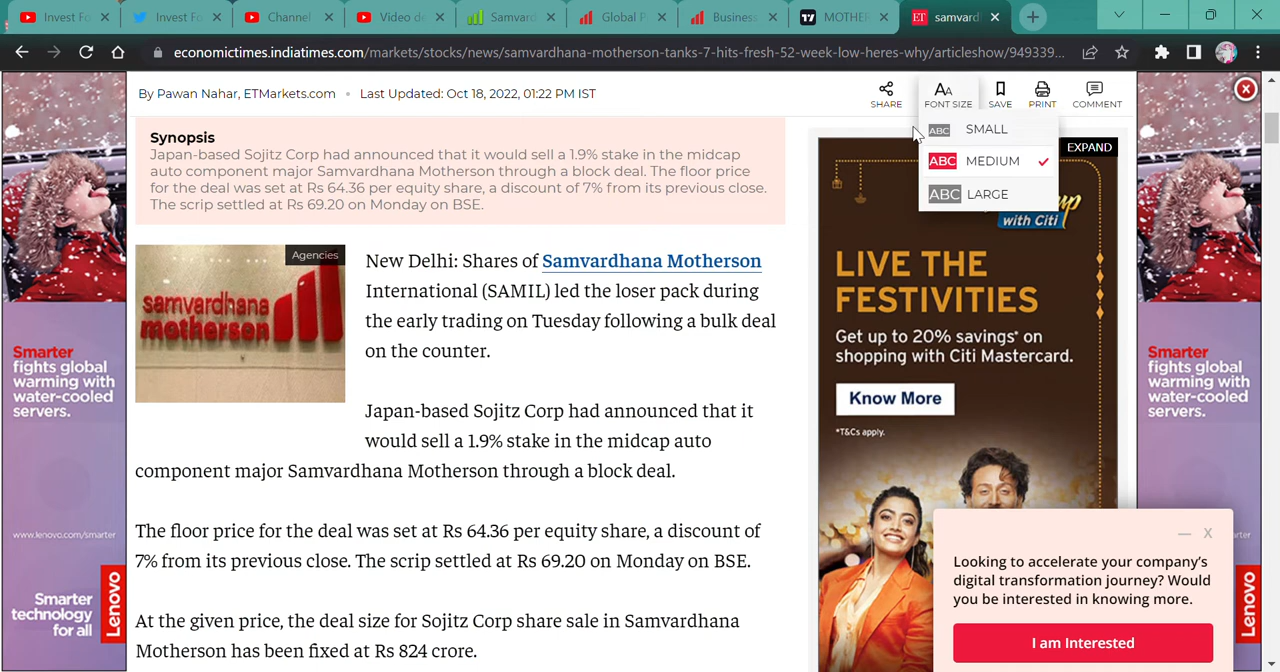 Invest Fo
Invest Fo
Channel
Video de
Samvard
Global P
Business
MOTHER
samvard
economictimes.indiatimes.com/markets/stocks/news/samvardhana-motherson-tanks-7-hits-fresh-52-week-low-heres-why/articleshow/949339...
By Pawan Nahar, ETMarkets.com
Last Updated: Oct 18, 2022, 01:22 PM IST
SHARE
FONT SIZE
SAVE
PRINT
COMMENT
ABC SMALL
ABC MEDIUM
ABC LARGE
Synopsis
Japan-based Sojitz Corp had announced that it would sell a 1.9% stake in the midcap
auto component major Samvardhana Motherson through a block deal. The floor price
for the deal was set at Rs 64.36 per equity share, a discount of 7% from its previous close.
The scrip settled at Rs 69.20 on Monday on BSE.
Agencies
samvardhana
motherson
New Delhi: Shares of Samvardhana Motherson
International (SAMIL) led the loser pack during
the early trading on Tuesday following a bulk deal
on the counter.
Japan-based Sojitz Corp had announced that it
would sell a 1.9% stake in the midcap auto
component major Samvardhana Motherson through a block deal.
The floor price for the deal was set at Rs 64.36 per equity share, a discount of
7% from its previous close. The scrip settled at Rs 69.20 on Monday on BSE.
At the given price, the deal size for Sojitz Corp share sale in Samvardhana
Motherson has been fixed at Rs 824 crore.
EXPAND
with Citi
LIVE THE
FESTIVITIES
Get up to 20% savings* on
shopping with Citi Mastercard.
Know More
*T&Cs apply.
Looking to accelerate your company's
digital transformation journey? Would
you be interested in knowing more.
I am Interested
Smarter
fights global
warming with
water-cooled
servers.
www.lenovo.com/smarter
Smarter
technology
for all
Lenovo
Smarter
fights global
warming with
water-cooled
servers.
Lenovo